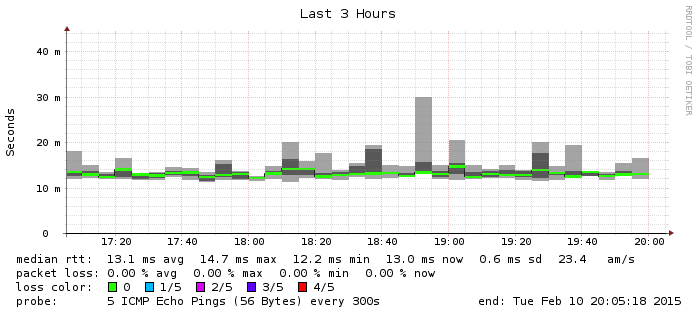 Last 3 Hours
RRDTOOL / TOBI OETIKER
Seconds
40 m
30 m
20 m
10 m
0
17:20 17:40 18:00 18:20 18:40 19:00 19:20 19:40 20:00
median rtt: 13.1 ms avg 14.7 ms max 12.2 ms min 13.0 ms now 0.6 ms sd 23.4 am/s
packet loss: 0.00 % avg 0.00 % max 0.00 % min 0.00 % now
loss color: 0 1/5 2/5 3/5 4/5
probe: 5 ICMP Echo Pings (56 Bytes) every 300s end: Tue Feb 10 20:05:18 2015